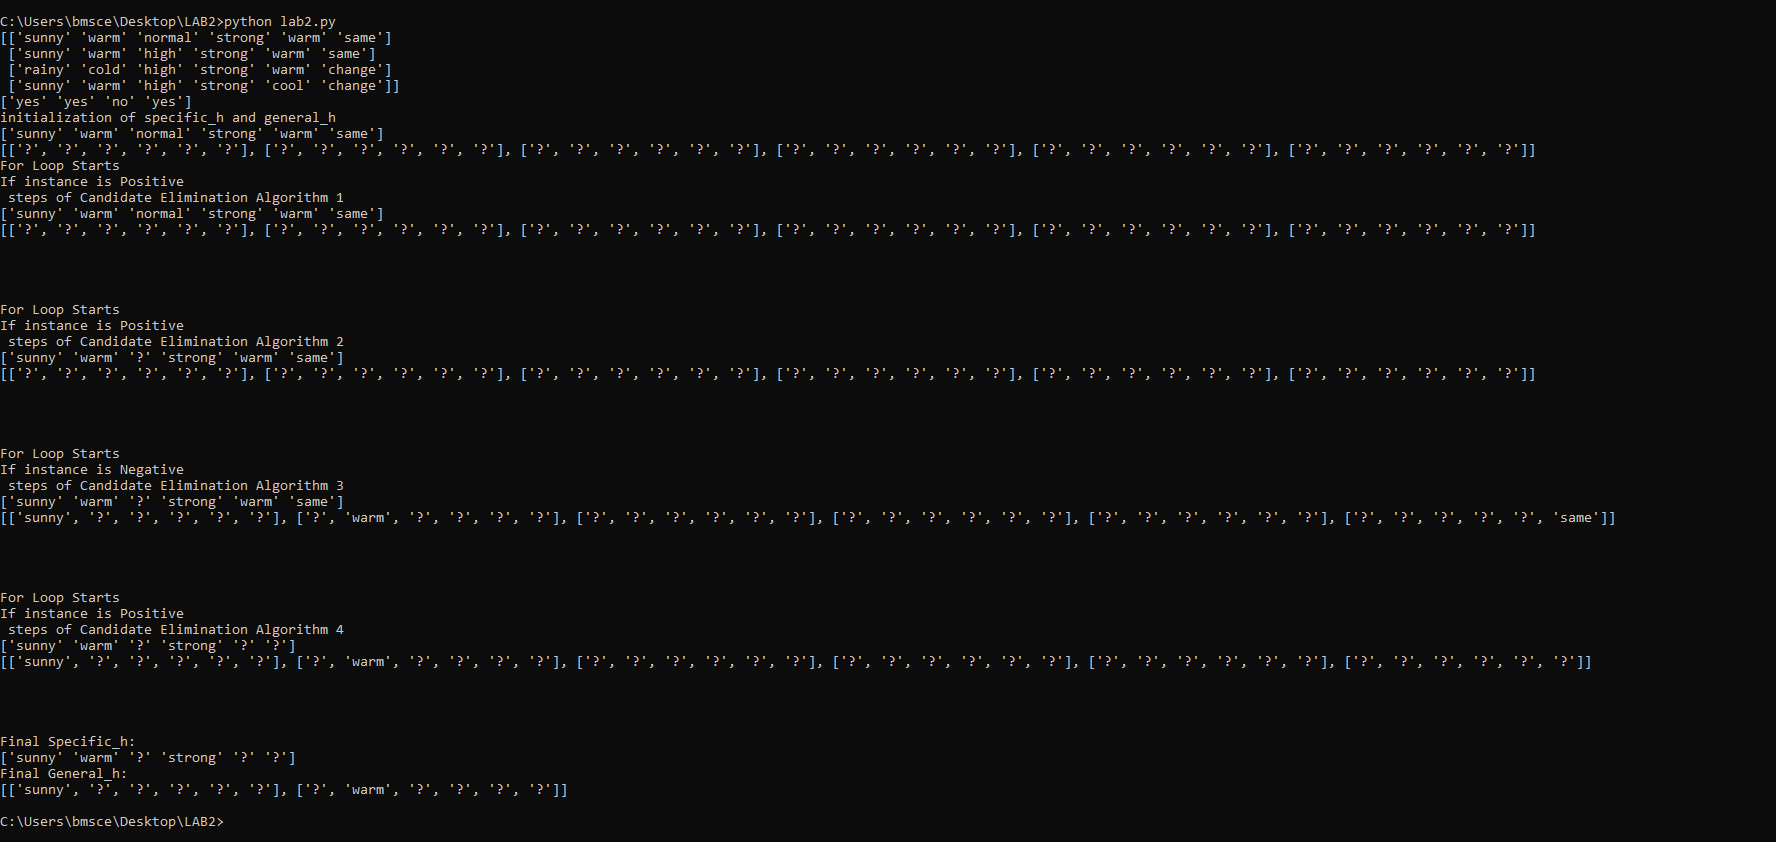 C:\Users\bmsce\Desktop\LAB2>python lab2.py
[['sunny' 'warm' 'normal' 'strong' 'warm' 'same']
 ['sunny' 'warm' 'high' 'strong' 'warm' 'same']
 ['rainy' 'cold' 'high' 'strong' 'warm' 'change']
 ['sunny' 'warm' 'high' 'strong' 'cool' 'change']]
['yes' 'yes' 'no' 'yes']
initialization of specific_h and general_h
['sunny' 'warm' 'normal' 'strong' 'warm' 'same']
[['?', '?', '?', '?', '?', '?'], ['?', '?', '?', '?', '?', '?'], ['?', '?', '?', '?', '?', '?'], ['?', '?', '?', '?', '?', '?'], ['?', '?', '?', '?', '?', '?'], ['?', '?', '?', '?', '?', '?']]
For Loop Starts
If instance is Positive
 steps of Candidate Elimination Algorithm 1
['sunny' 'warm' 'normal' 'strong' 'warm' 'same']
[['?', '?', '?', '?', '?', '?'], ['?', '?', '?', '?', '?', '?'], ['?', '?', '?', '?', '?', '?'], ['?', '?', '?', '?', '?', '?'], ['?', '?', '?', '?', '?', '?'], ['?', '?', '?', '?', '?', '?']]
For Loop Starts
If instance is Positive
 steps of Candidate Elimination Algorithm 2
['sunny' 'warm' '?' 'strong' 'warm' 'same']
[['?', '?', '?', '?', '?', '?'], ['?', '?', '?', '?', '?', '?'], ['?', '?', '?', '?', '?', '?'], ['?', '?', '?', '?', '?', '?'], ['?', '?', '?', '?', '?', '?'], ['?', '?', '?', '?', '?', '?']]
For Loop Starts
If instance is Negative
 steps of Candidate Elimination Algorithm 3
['sunny' 'warm' '?' 'strong' 'warm' 'same']
[['sunny', '?', '?', '?', '?', '?'], ['?', 'warm', '?', '?', '?', '?'], ['?', '?', '?', '?', '?', '?'], ['?', '?', '?', '?', '?', '?'], ['?', '?', '?', '?', '?', '?'], ['?', '?', '?', '?', '?', 'same']]
For Loop Starts
If instance is Positive
 steps of Candidate Elimination Algorithm 4
['sunny' 'warm' '?' 'strong' '?' '?']
[['sunny', '?', '?', '?', '?', '?'], ['?', 'warm', '?', '?', '?', '?'], ['?', '?', '?', '?', '?', '?'], ['?', '?', '?', '?', '?', '?'], ['?', '?', '?', '?', '?', '?'], ['?', '?', '?', '?', '?', '?']]
Final Specific_h:
['sunny' 'warm' '?' 'strong' '?' '?']
Final General_h:
[['sunny', '?', '?', '?', '?', '?'], ['?', 'warm', '?', '?', '?', '?']]
C:\Users\bmsce\Desktop\LAB2>